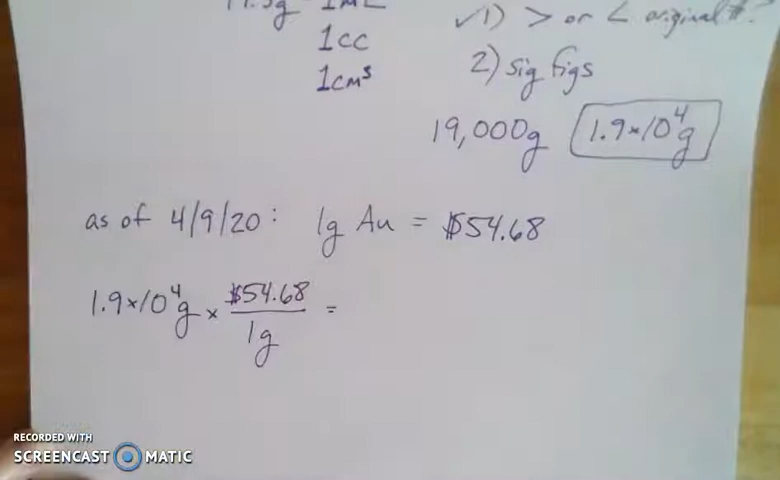 1cc
✓1) > or < original #?
1cm³
2) sig figs
19,000g 1.9×10⁴g
as of 4/9/20: 1g Au = $54.68
1.9×10⁴g × $54.68 / 1g =
RECORDED WITH
SCREENCAST MATIC